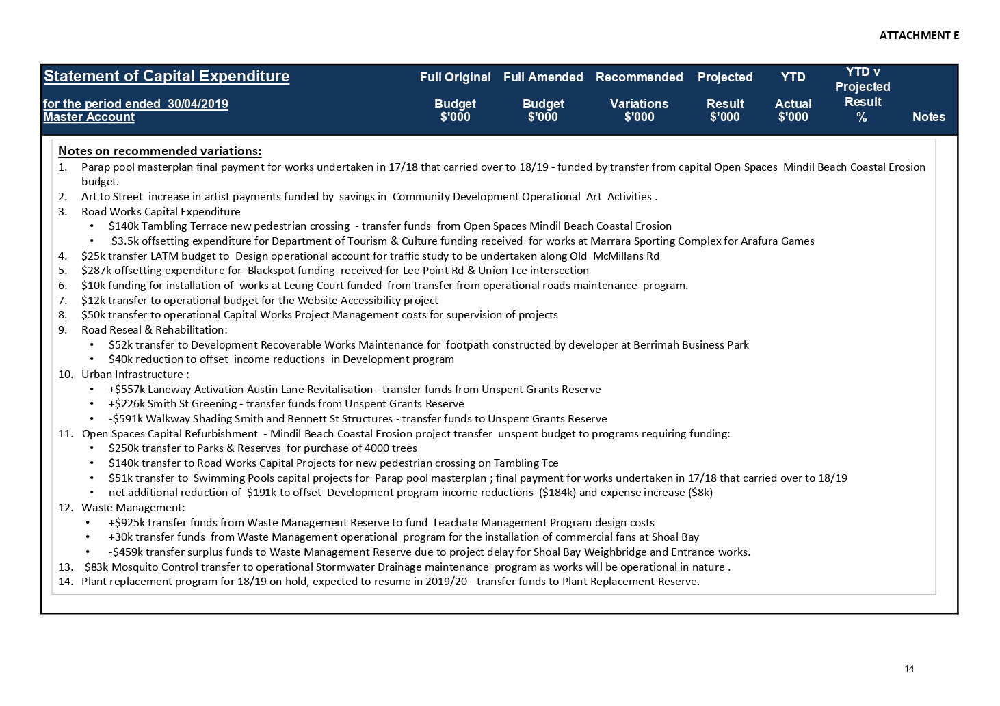 ATTACHMENT E
Statement of Capital Expenditure
for the period ended 30/04/2019
Master Account
Full Original
Budget
$'000
Full Amended
Budget
$'000
Recommended
Variations
$'000
Projected
Result
$'000
YTD
Actual
$'000
YTD v
Projected
Result
%
Notes
Notes on recommended variations:
1. Parap pool masterplan final payment for works undertaken in 17/18 that carried over to 18/19 - funded by transfer from capital Open Spaces Mindil Beach Coastal Erosion
budget.
2. Art to Street increase in artist payments funded by savings in Community Development Operational Art Activities .
3. Road Works Capital Expenditure
• $140k Tambling Terrace new pedestrian crossing - transfer funds from Open Spaces Mindil Beach Coastal Erosion
• $3.5k offsetting expenditure for Department of Tourism & Culture funding received for works at Marrara Sporting Complex for Arafura Games
4. $25k transfer LATM budget to Design operational account for traffic study to be undertaken along Old McMillans Rd
5. $287k offsetting expenditure for Blackspot funding received for Lee Point Rd & Union Tce intersection
6. $10k funding for installation of works at Leung Court funded from transfer from operational roads maintenance program.
7. $12k transfer to operational budget for the Website Accessibility project
8. $50k transfer to operational Capital Works Project Management costs for supervision of projects
9. Road Reseal & Rehabilitation:
• $52k transfer to Development Recoverable Works Maintenance for footpath constructed by developer at Berrimah Business Park
• $40k reduction to offset income reductions in Development program
10. Urban Infrastructure :
• +$557k Laneway Activation Austin Lane Revitalisation - transfer funds from Unspent Grants Reserve
• +$226k Smith St Greening - transfer funds from Unspent Grants Reserve
• -$591k Walkway Shading Smith and Bennett St Structures - transfer funds to Unspent Grants Reserve
11. Open Spaces Capital Refurbishment - Mindil Beach Coastal Erosion project transfer unspent budget to programs requiring funding:
• $250k transfer to Parks & Reserves for purchase of 4000 trees
• $140k transfer to Road Works Capital Projects for new pedestrian crossing on Tambling Tce
• $51k transfer to Swimming Pools capital projects for Parap pool masterplan ; final payment for works undertaken in 17/18 that carried over to 18/19
• net additional reduction of $191k to offset Development program income reductions ($184k) and expense increase ($8k)
12. Waste Management:
• +$925k transfer funds from Waste Management Reserve to fund Leachate Management Program design costs
• +30k transfer funds from Waste Management operational program for the installation of commercial fans at Shoal Bay
• -$459k transfer surplus funds to Waste Management Reserve due to project delay for Shoal Bay Weighbridge and Entrance works.
13. $83k Mosquito Control transfer to operational Stormwater Drainage maintenance program as works will be operational in nature .
14. Plant replacement program for 18/19 on hold, expected to resume in 2019/20 - transfer funds to Plant Replacement Reserve.
14